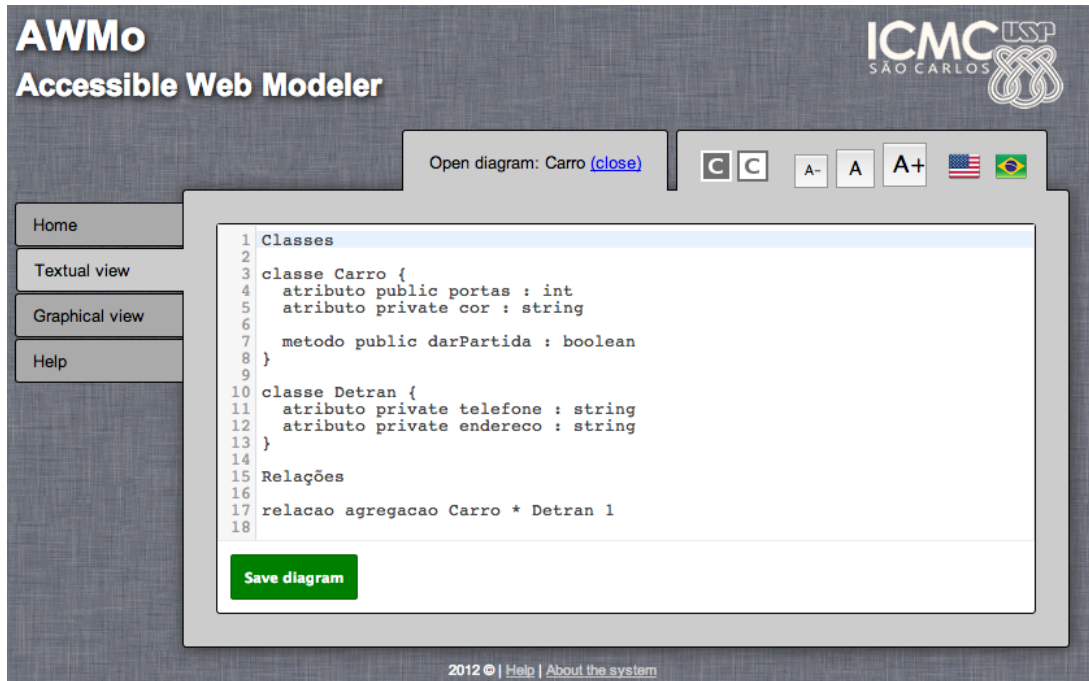 AWMo
Accessible Web Modeler
ICMC USP
SÃO CARLOS
Open diagram: Carro (close)
C C A- A A+
Home
Textual view
Graphical view
Help
1 Classes
2
3 classe Carro {
4 atributo public portas : int
5 atributo private cor : string
6
7 metodo public darPartida : boolean
8 }
9
10 classe Detran {
11 atributo private telefone : string
12 atributo private endereco : string
13 }
14
15 Relações
16
17 relacao agregacao Carro * Detran 1
18
Save diagram
2012 © | Help | About the system